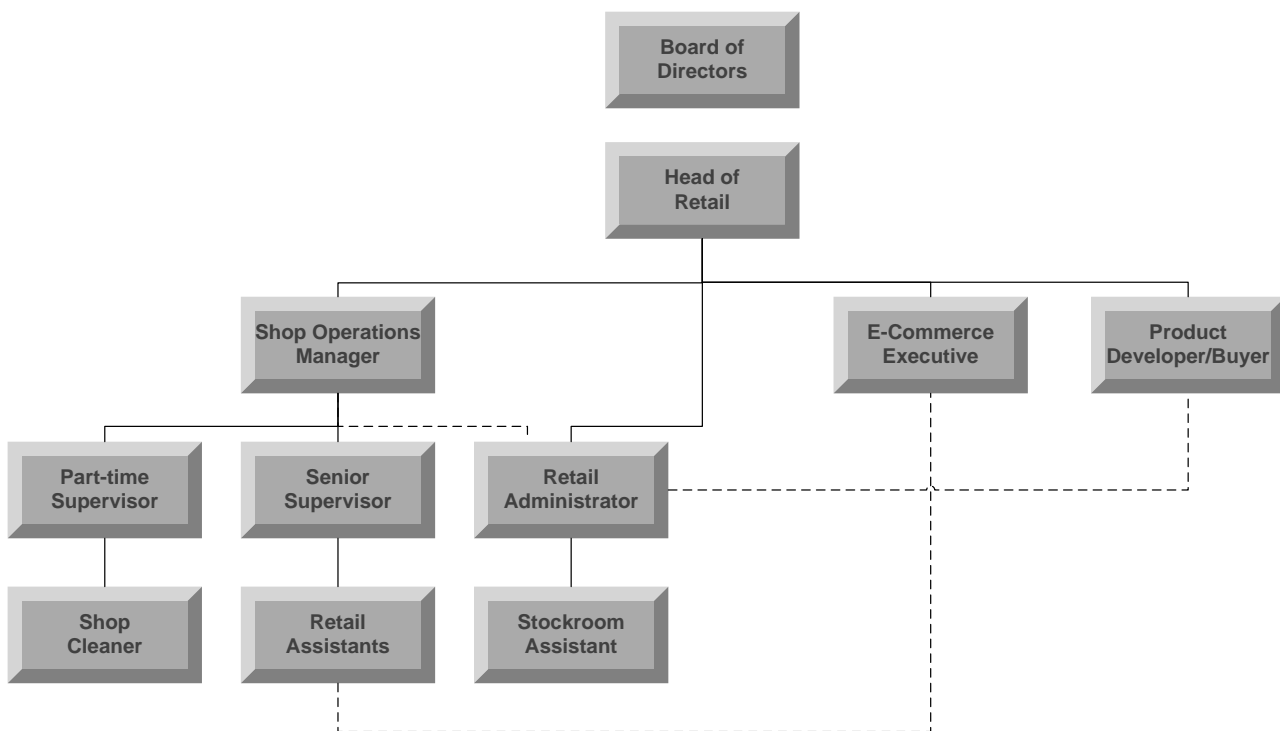 Board of
Directors
Head of
Retail
Shop Operations
Manager
E-Commerce
Executive
Product
Developer/Buyer
Part-time
Supervisor
Senior
Supervisor
Retail
Administrator
Shop
Cleaner
Retail
Assistants
Stockroom
Assistant